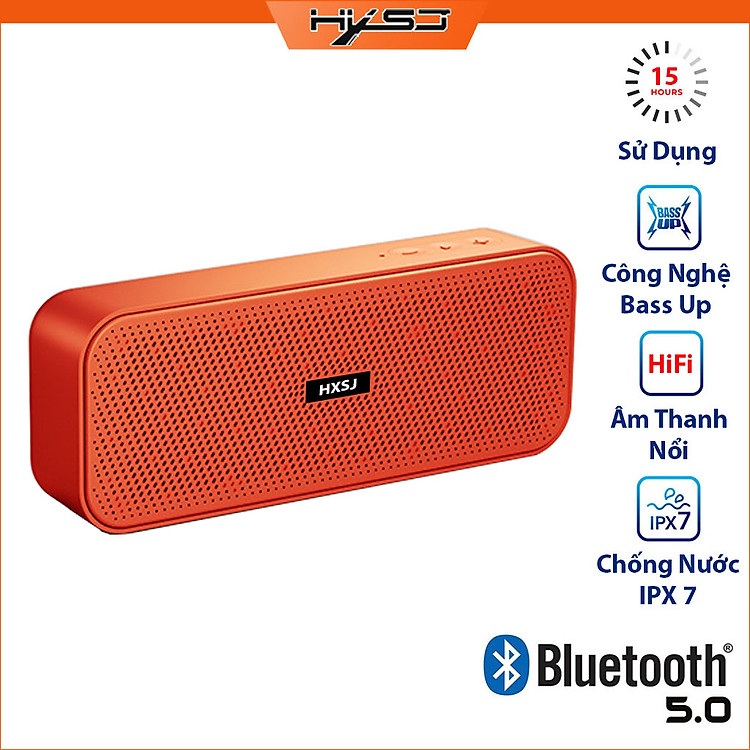 HXSJ
15
HOURS
Sử Dụng
BASS
UP
Công Nghệ
Bass Up
HiFi
HXSJ
Âm Thanh
Nổi
IPX7
Chống Nước
IPX 7
Bluetooth®
5.0